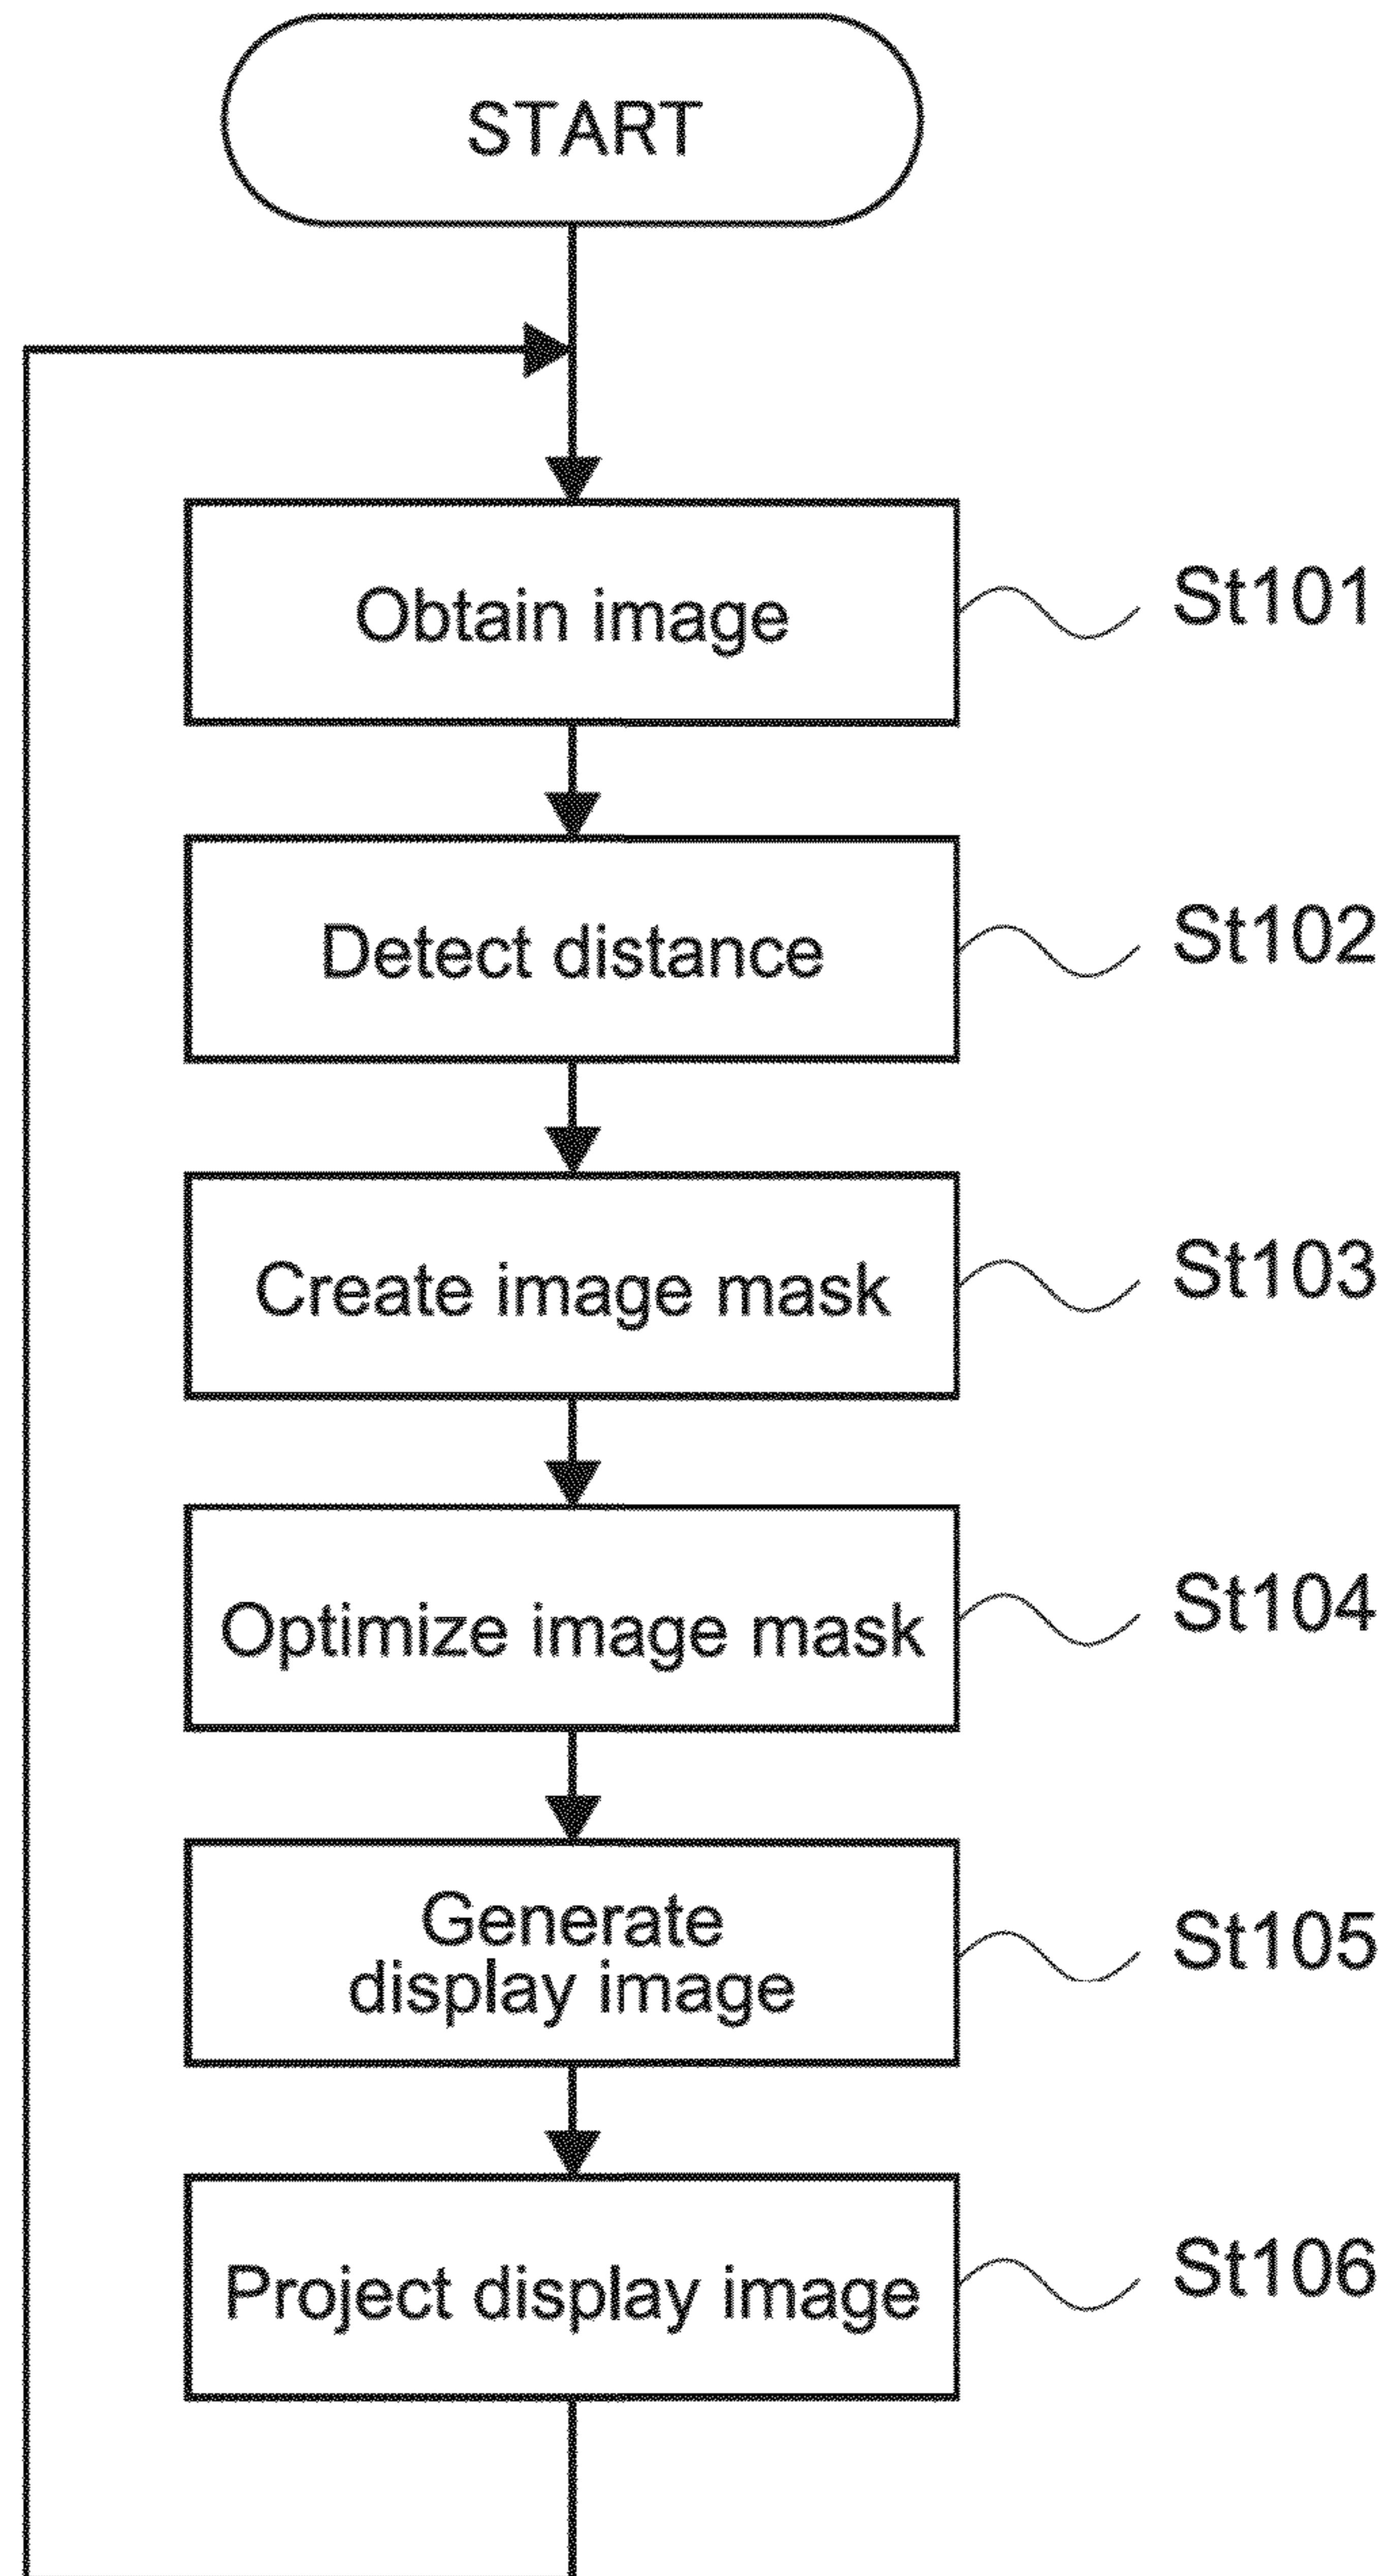 START
Obtain image
St101
Detect distance
St102
Create image mask
St103
Optimize image mask
St104
Generate
display image
St105
Project display image
St106